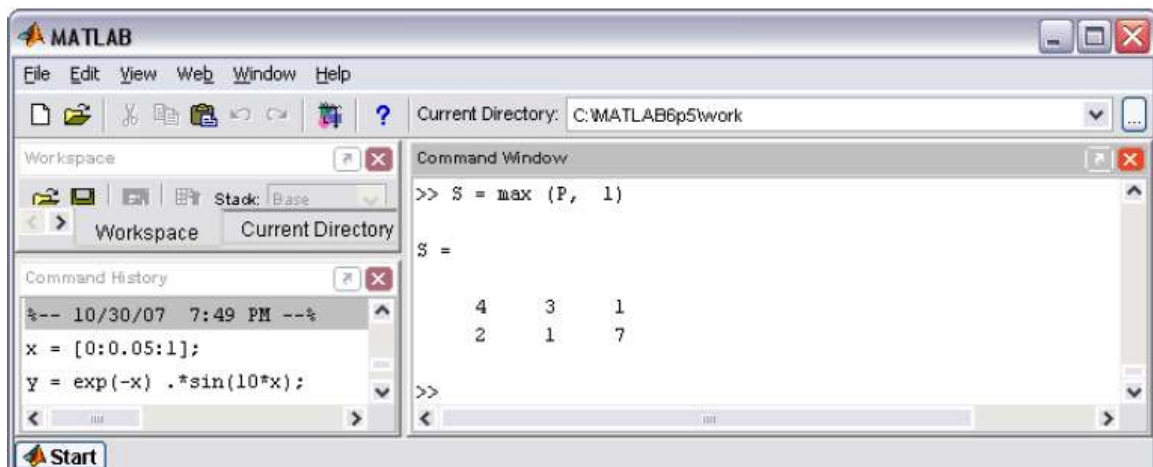 MATLAB
File Edit View Web Window Help
? Current Directory: C:\MATLAB6p5\work ...
Workspace
Stack: Base
Workspace Current Directory
Command History
%-- 10/30/07 7:49 PM --%
x = [0:0.05:1];
y = exp(-x) .*sin(10*x);
Command Window
>> S = max (P, 1)
S =
4 3 1
2 1 7
>>
Start